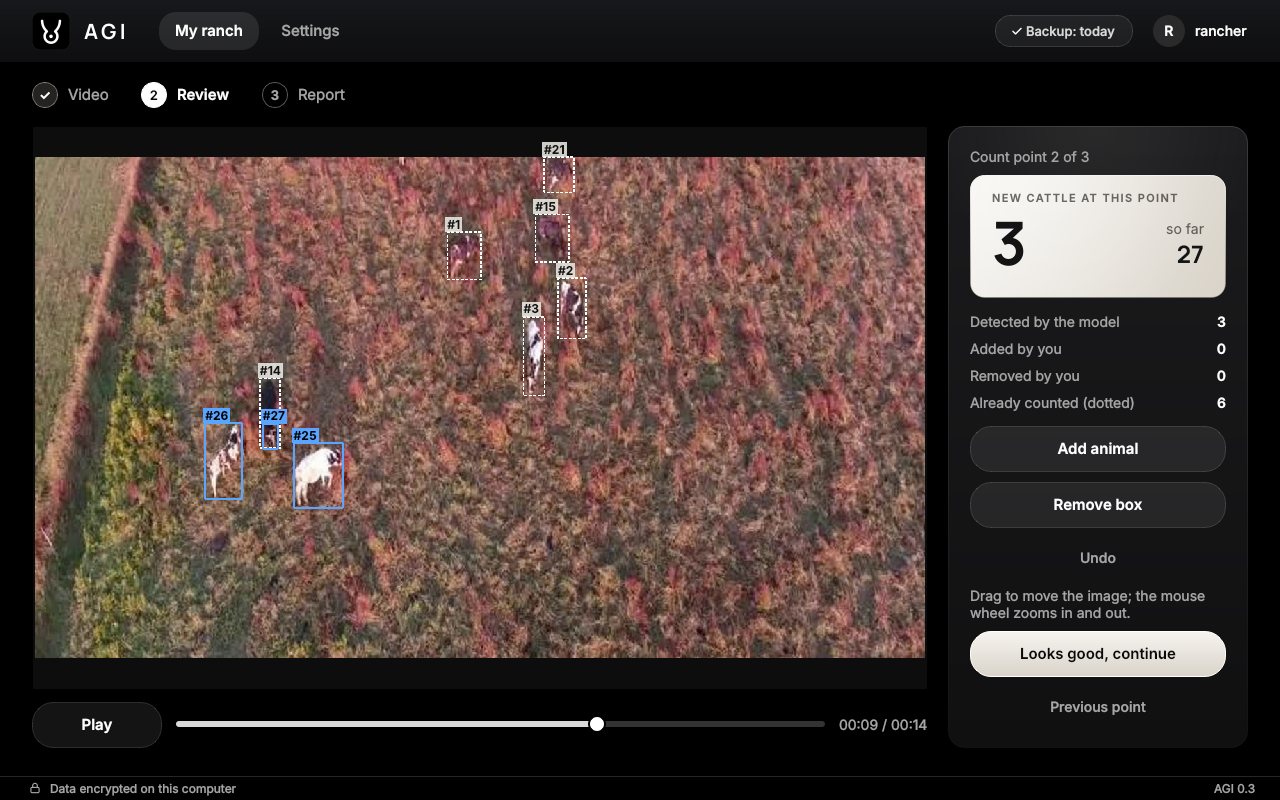 AGI
My ranch
Settings
✓ Backup: today
R
rancher
Video
2
Review
3
Report
#21
#15
#1
#2
#3
#14
#26
#27
#25
Count point 2 of 3
NEW CATTLE AT THIS POINT
3
so far
27
Detected by the model 3
Added by you 0
Removed by you 0
Already counted (dotted) 6
Add animal
Remove box
Undo
Drag to move the image; the mouse
wheel zooms in and out.
Looks good, continue
Previous point
Play
00:09 / 00:14
Data encrypted on this computer
AGI 0.3